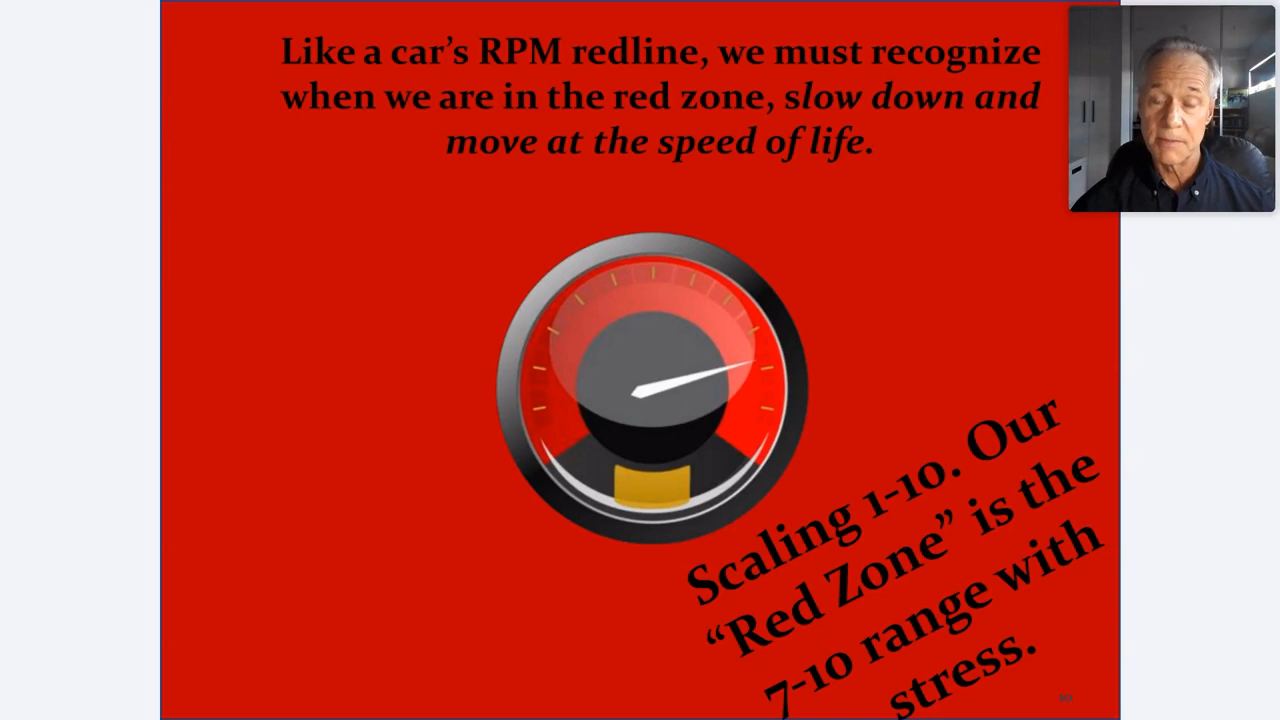 Like a car’s RPM redline, we must recognize
when we are in the red zone, slow down and
move at the speed of life.
Scaling 1-10. Our
“Red Zone” is the
7-10 range with
stress.